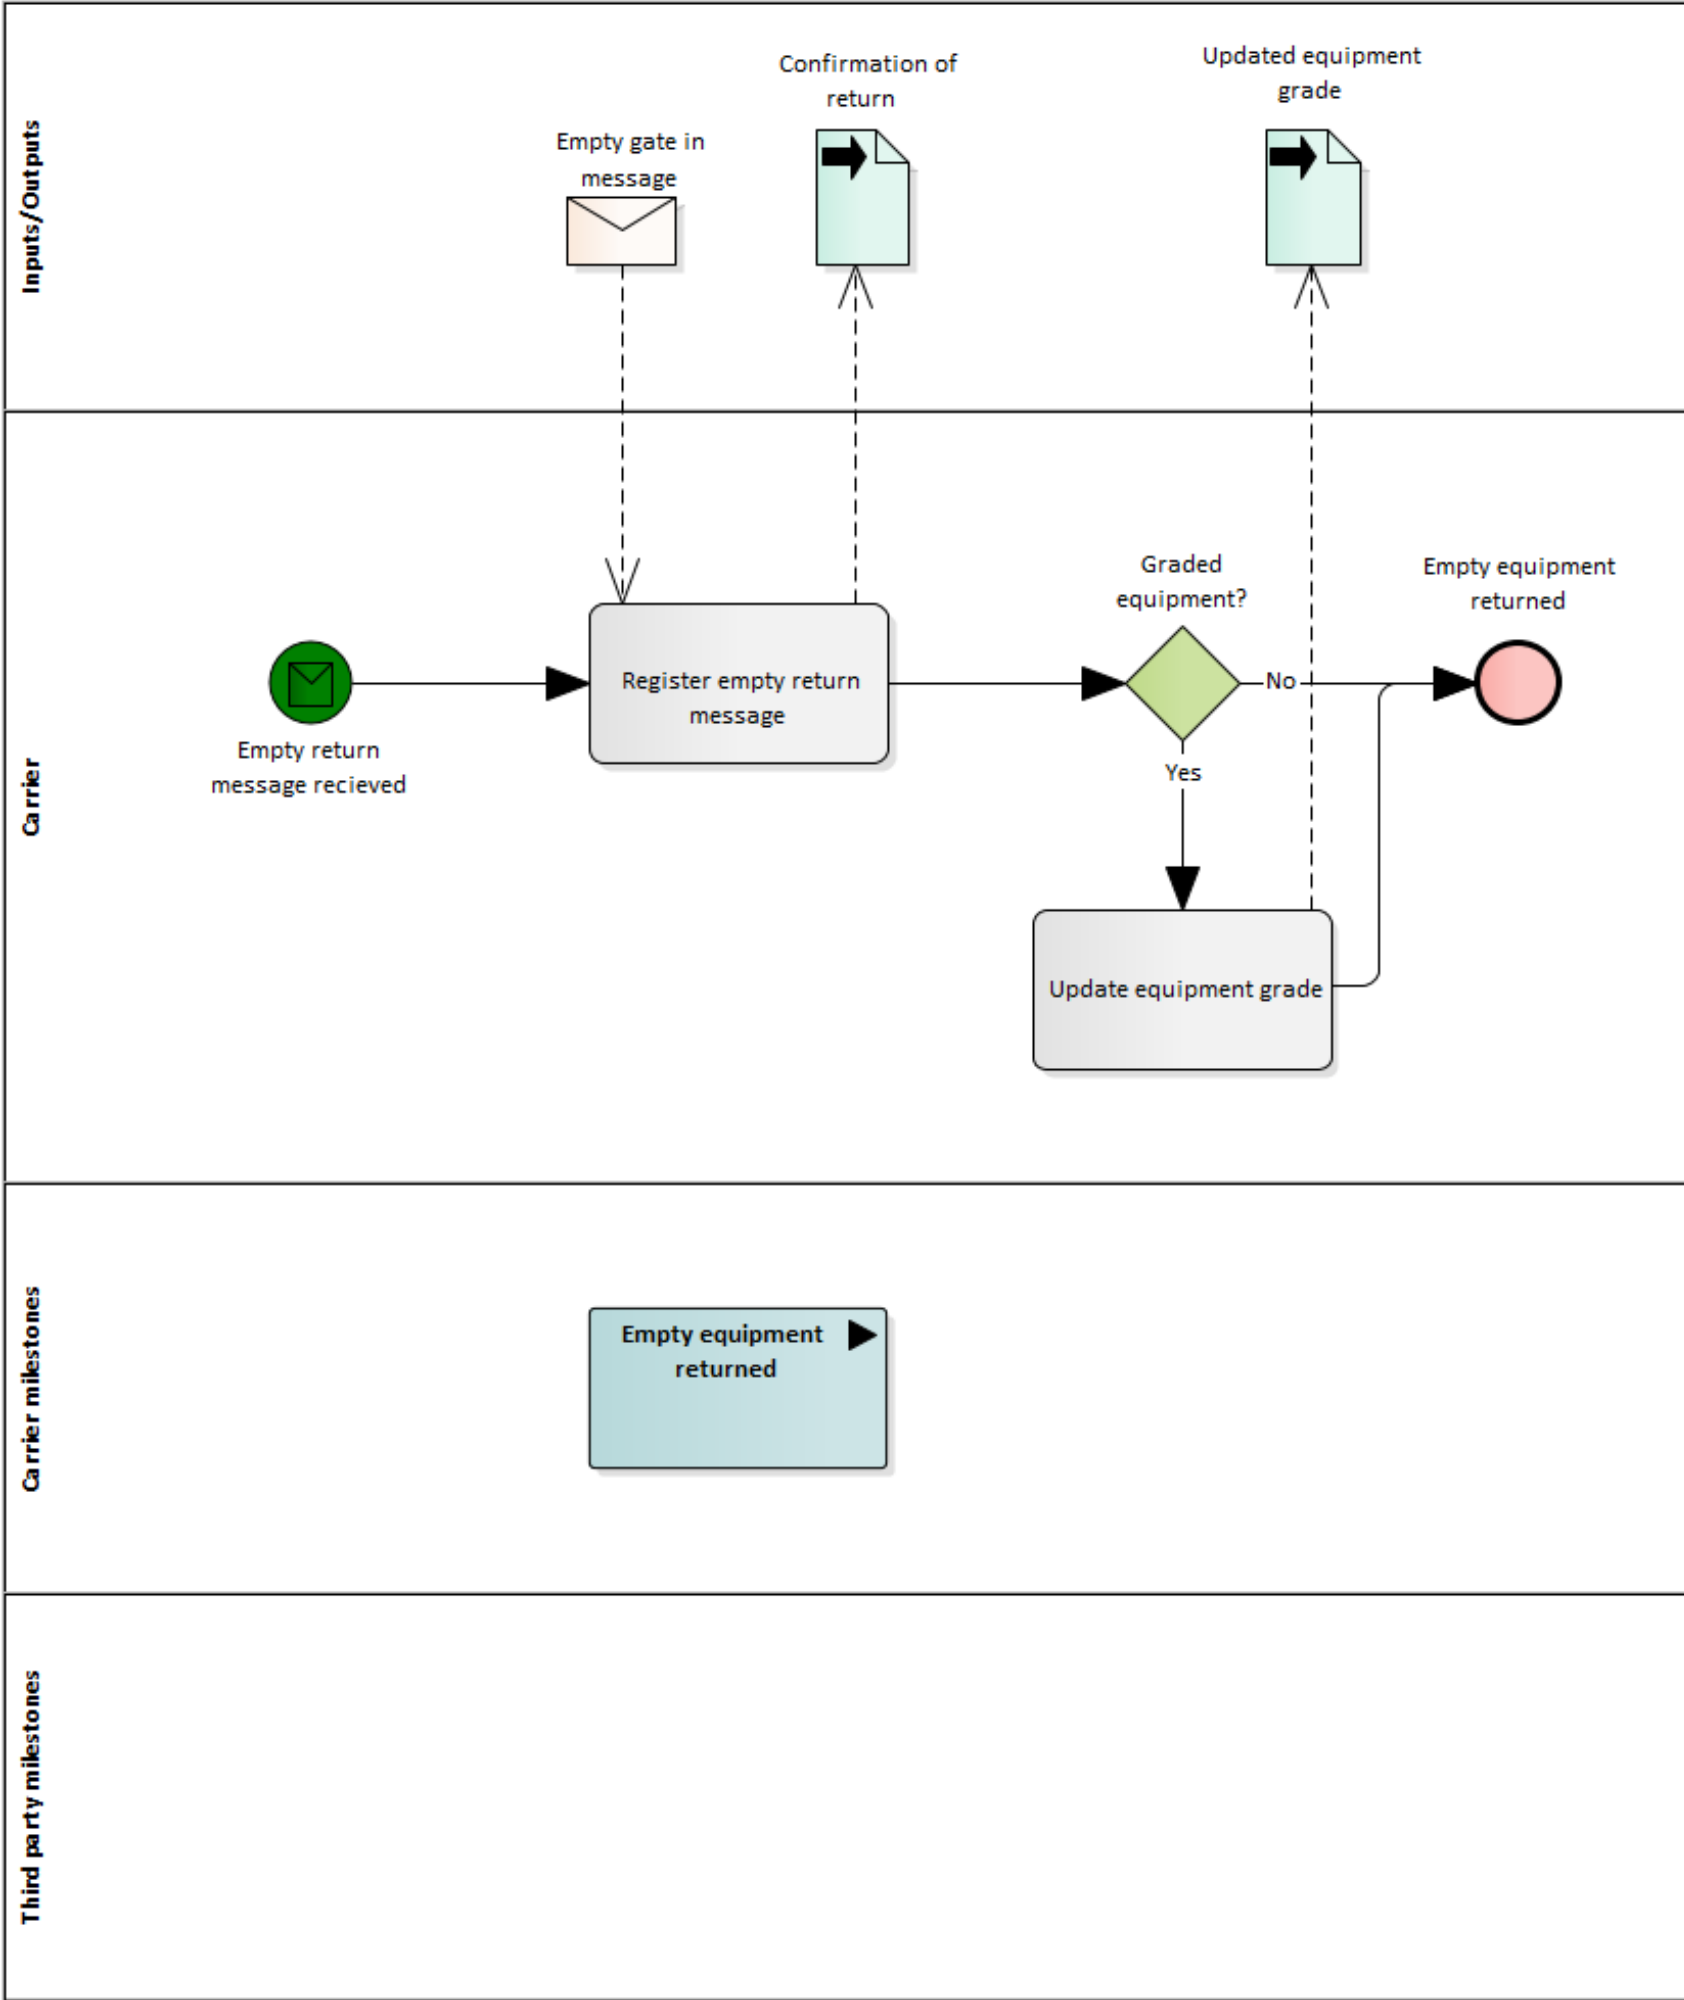 Inputs/Outputs
Confirmation of
return
Updated equipment
grade
Empty gate in
message
Carrier
Graded
equipment?
Empty equipment
returned
Register empty return
message
No
Empty return
message recieved
Yes
Update equipment grade
Carrier milestones
Empty equipment
returned
Third party milestones